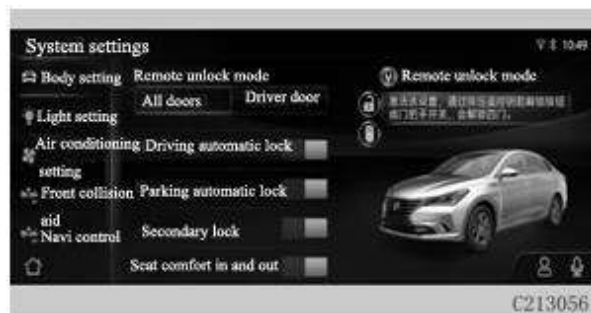 System settings
10:49
Body setting
Light setting
Air conditioning
setting
Front collision
aid
Navi control
Remote unlock mode
All doors
Driver door
Driving automatic lock
Parking automatic lock
Secondary lock
Seat comfort in and out
Remote unlock mode
C213056